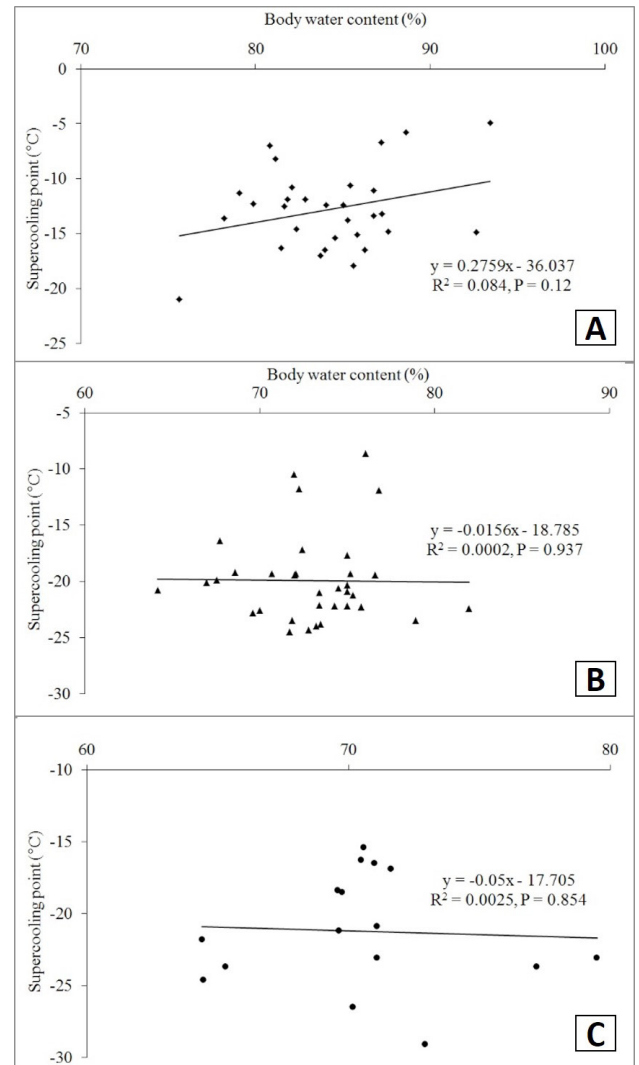 Body water content (%)
70 80 90 100
0
-5
-10
-15
-20
-25
Supercooling point (°C)
y = 0.2759x - 36.037
R² = 0.084, P = 0.12
A
Body water content (%)
60 70 80 90
-5
-10
-15
-20
-25
-30
Supercooling point (°C)
y = -0.0156x - 18.785
R² = 0.0002, P = 0.937
B
60 70 80
-10
-15
-20
-25
-30
Supercooling point (°C)
y = -0.05x - 17.705
R² = 0.0025, P = 0.854
C